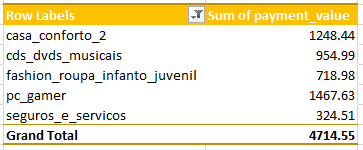 Row Labels Sum of payment_value
casa_conforto_2 1248.44
cds_dvds_musicais 954.99
fashion_roupa_infanto_juvenil 718.98
pc_gamer 1467.63
seguros_e_servicos 324.51
Grand Total 4714.55